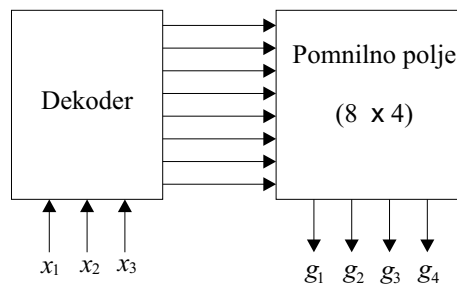 Dekoder
Pomnilno polje
(8 x 4)
x₁ x₂ x₃
g₁ g₂ g₃ g₄